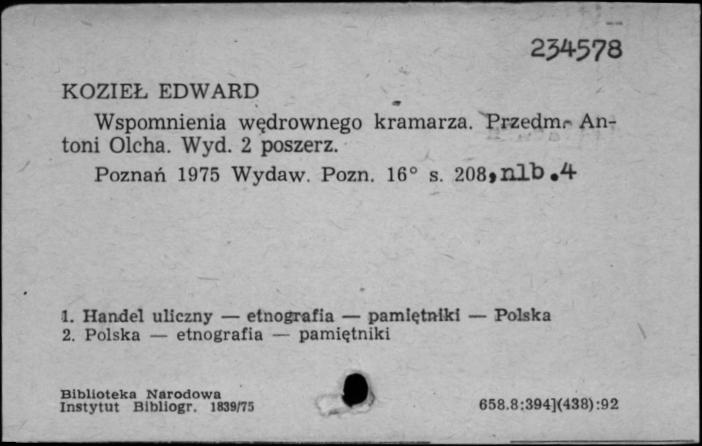 234578
KOZIEŁ EDWARD
Wspomnienia wędrownego kramarza. Przedm. An-
toni Olcha. Wyd. 2 poszerz.
Poznań 1975 Wydaw. Pozn. 16° s. 208, nlb.4
1. Handel uliczny — etnografia — pamiętniki — Polska
2. Polska — etnografia — pamiętniki
Biblioteka Narodowa
Instytut Bibliogr. 1839/75
658.8:394](438):92